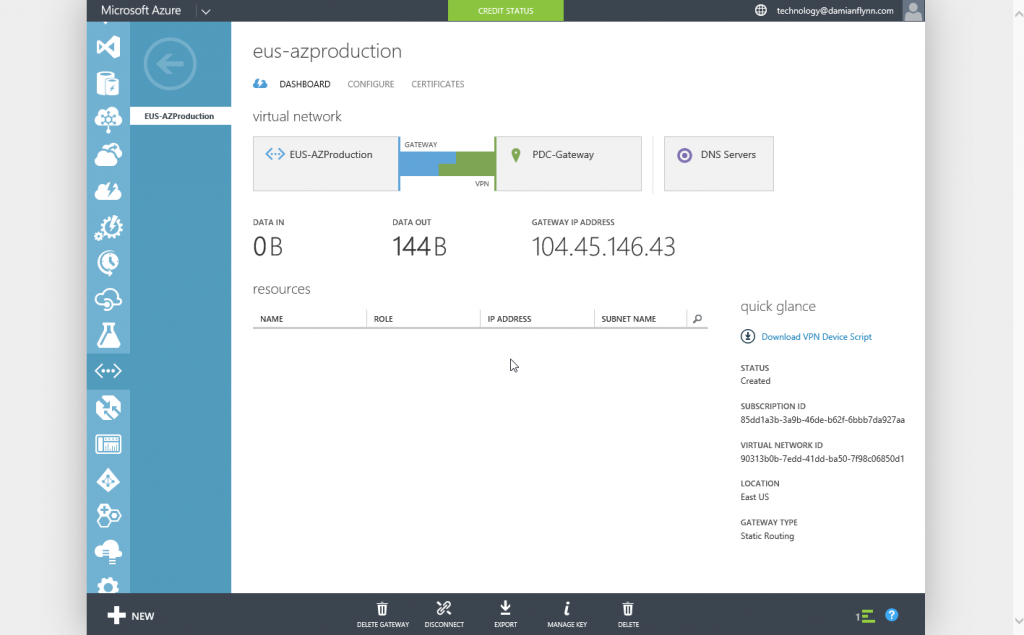 Microsoft Azure
CREDIT STATUS
technology@damianflynn.com
EUS-AZProduction
eus-azproduction
DASHBOARD CONFIGURE CERTIFICATES
virtual network
EUS-AZProduction
GATEWAY
VPN
PDC-Gateway
DNS Servers
DATA IN DATA OUT GATEWAY IP ADDRESS
0 B 144 B 104.45.146.43
resources
NAME ROLE IP ADDRESS SUBNET NAME
quick glance
Download VPN Device Script
STATUS
Created
SUBSCRIPTION ID
85dd1a3b-3a9b-46de-b62f-6bbb7da927aa
VIRTUAL NETWORK ID
90313b0b-7edd-41dd-ba50-7f98c06850d1
LOCATION
East US
GATEWAY TYPE
Static Routing
NEW
DELETE GATEWAY DISCONNECT EXPORT MANAGE KEY DELETE
1
?